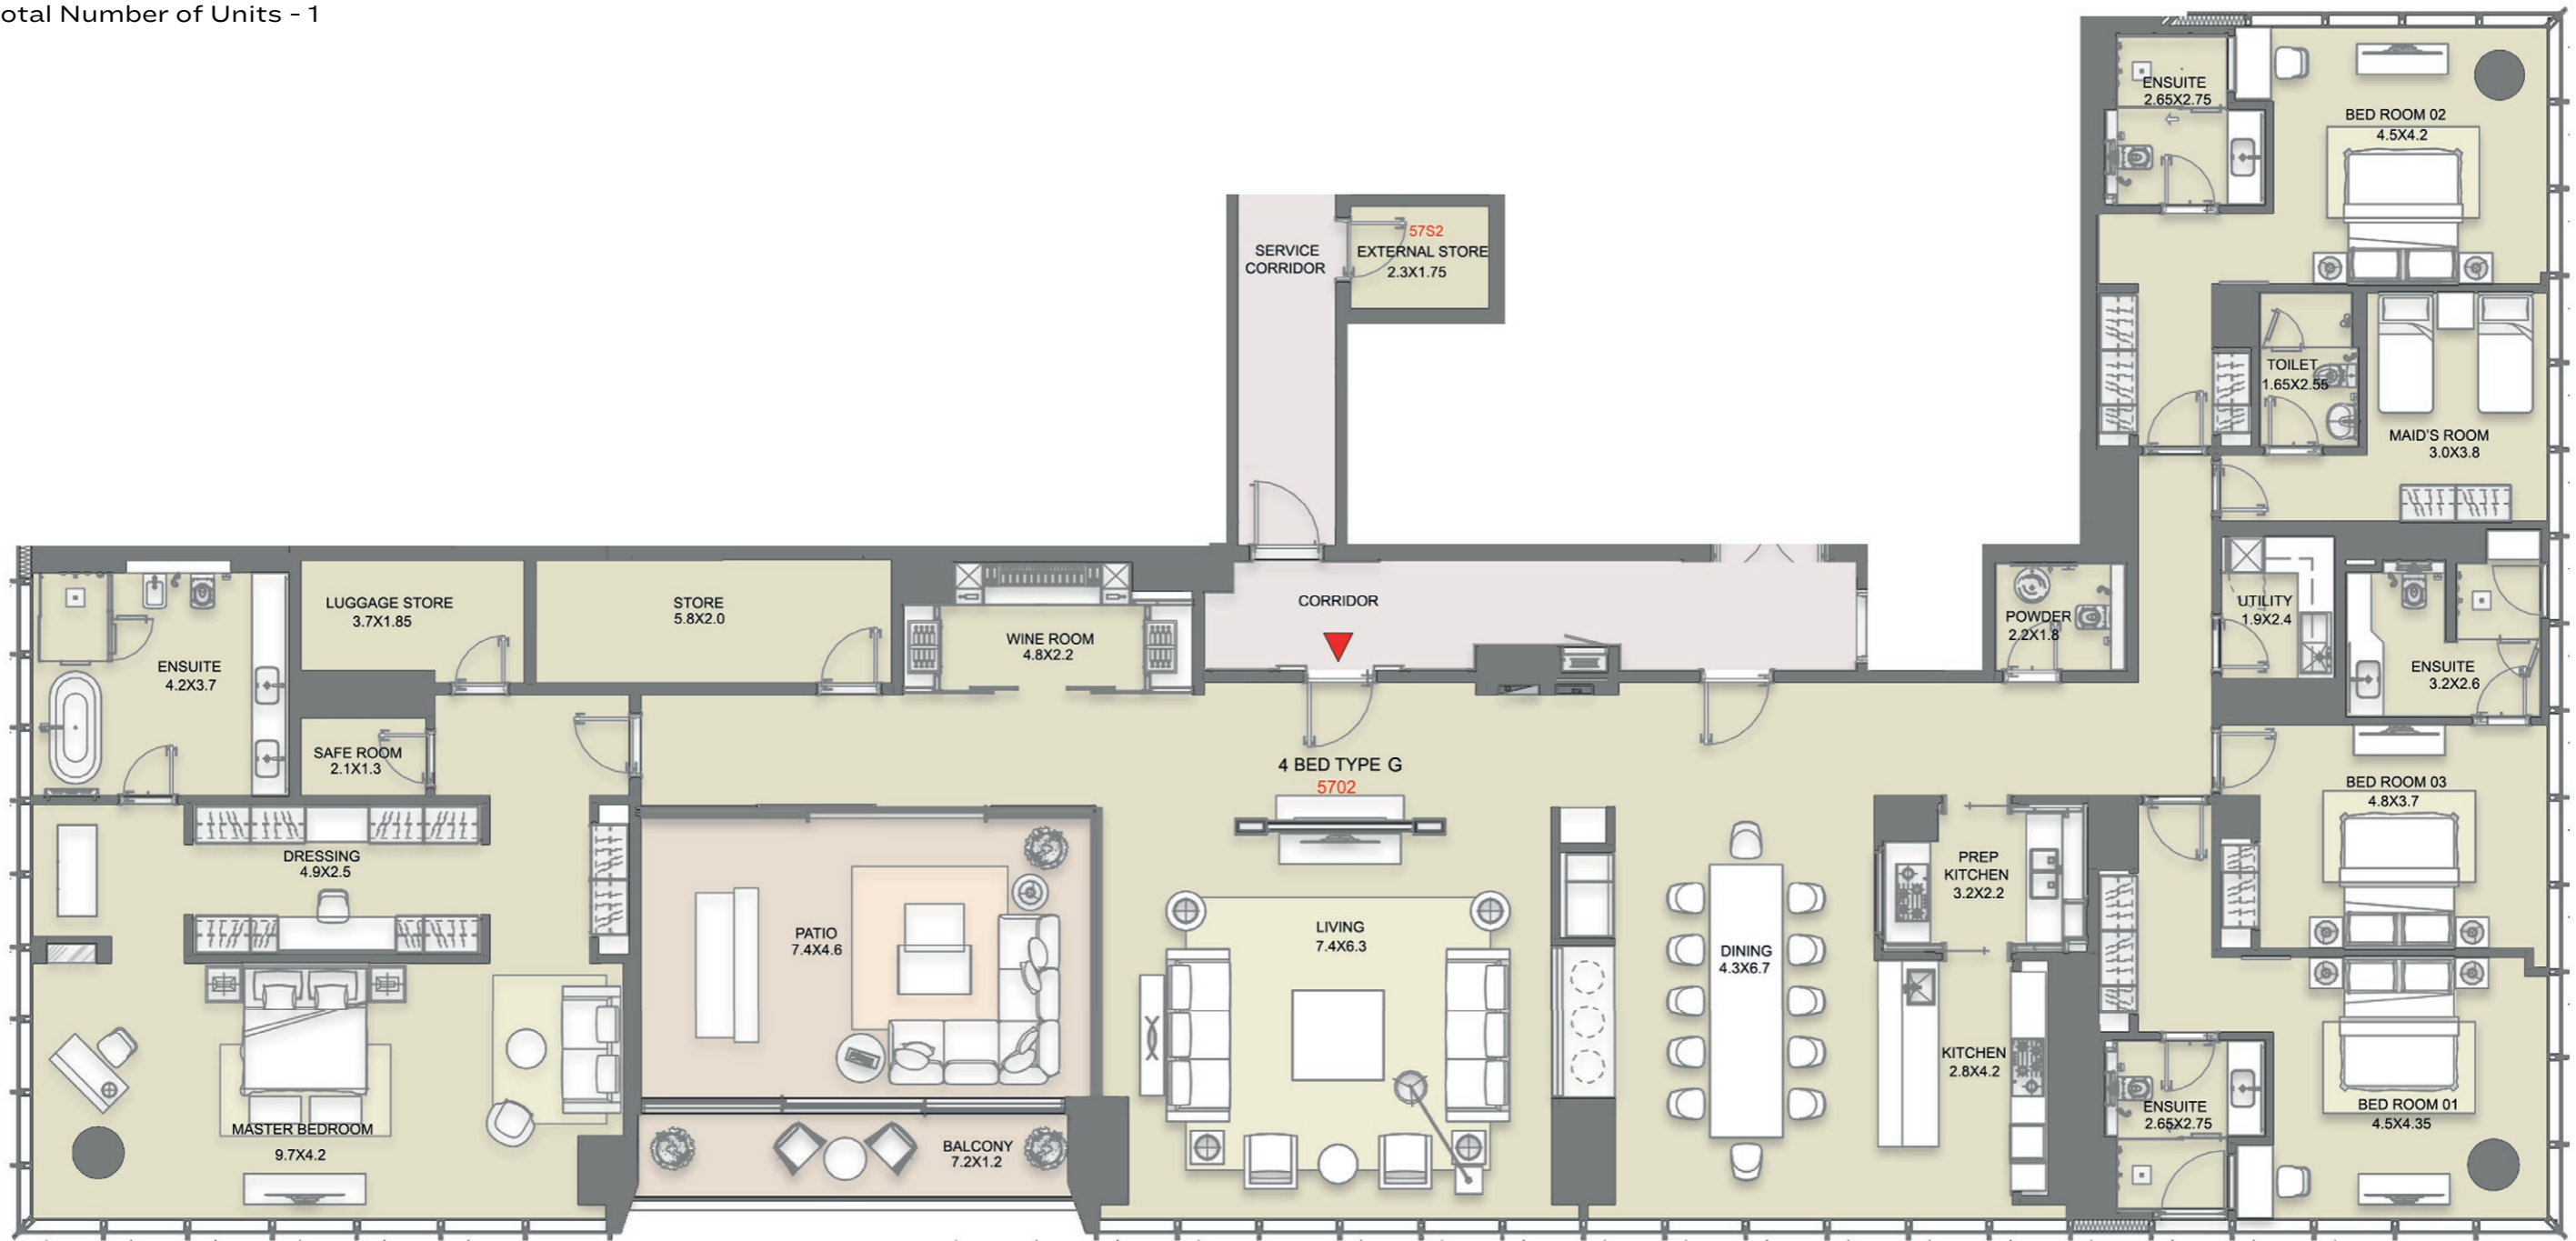 otal Number of Units - 1
ENSUITE
2.65X2.75
BED ROOM 02
4.5X4.2
SERVICE
CORRIDOR
57S2
EXTERNAL STORE
2.3X1.75
TOILET
1.65X2.55
MAID'S ROOM
3.0X3.8
LUGGAGE STORE
3.7X1.85
STORE
5.8X2.0
WINE ROOM
4.8X2.2
CORRIDOR
POWDER
2.2X1.8
UTILITY
1.9X2.4
ENSUITE
4.2X3.7
ENSUITE
3.2X2.6
SAFE ROOM
2.1X1.3
4 BED TYPE G
5702
BED ROOM 03
4.8X3.7
DRESSING
4.9X2.5
PREP
KITCHEN
3.2X2.2
PATIO
7.4X4.6
LIVING
7.4X6.3
DINING
4.3X6.7
KITCHEN
2.8X4.2
MASTER BEDROOM
9.7X4.2
BALCONY
7.2X1.2
ENSUITE
2.65X2.75
BED ROOM 01
4.5X4.35